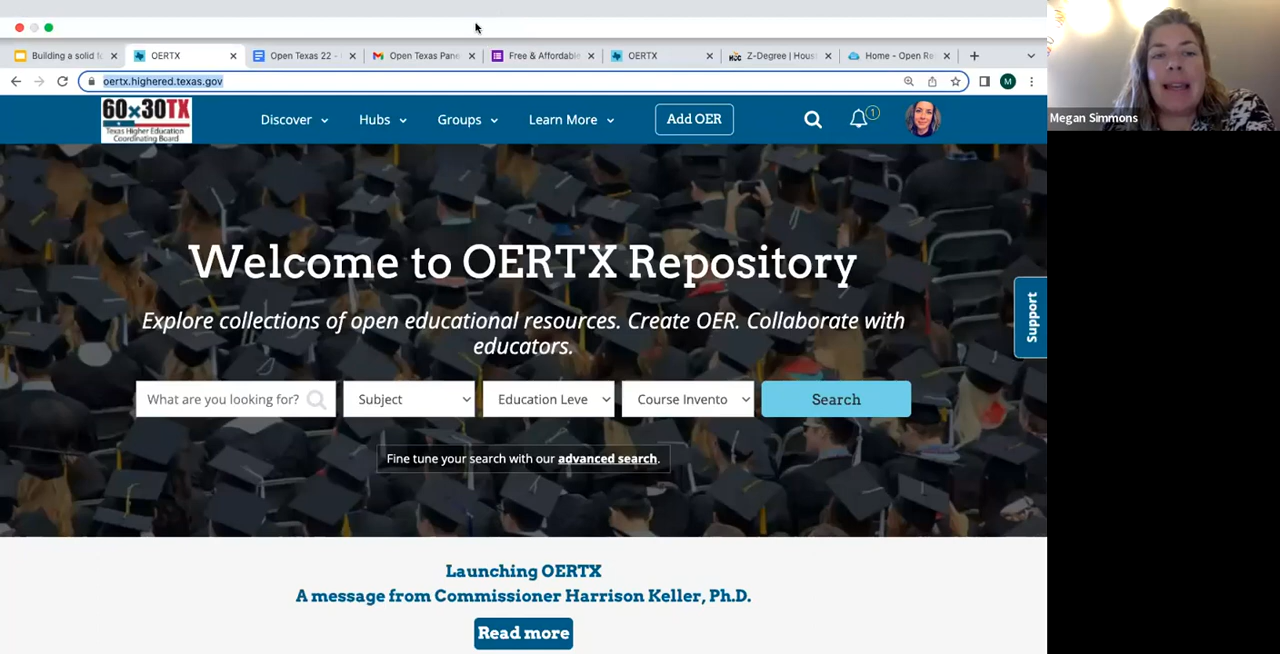 Building a solid f
OERTX
Open Texas 22 -
Open Texas Pane
Free & Affordable
OERTX
Z-Degree | Hous
Home - Open Re
oertx.highered.texas.gov
M
60x30TX
Texas Higher Education
Coordinating Board
Discover
Hubs
Groups
Learn More
Add OER
1
Megan Simmons
Welcome to OERTX Repository
Explore collections of open educational resources. Create OER. Collaborate with
educators.
Support
What are you looking for?
Subject
Education Leve
Course Invento
Search
Fine tune your search with our advanced search.
Launching OERTX
A message from Commissioner Harrison Keller, Ph.D.
Read more